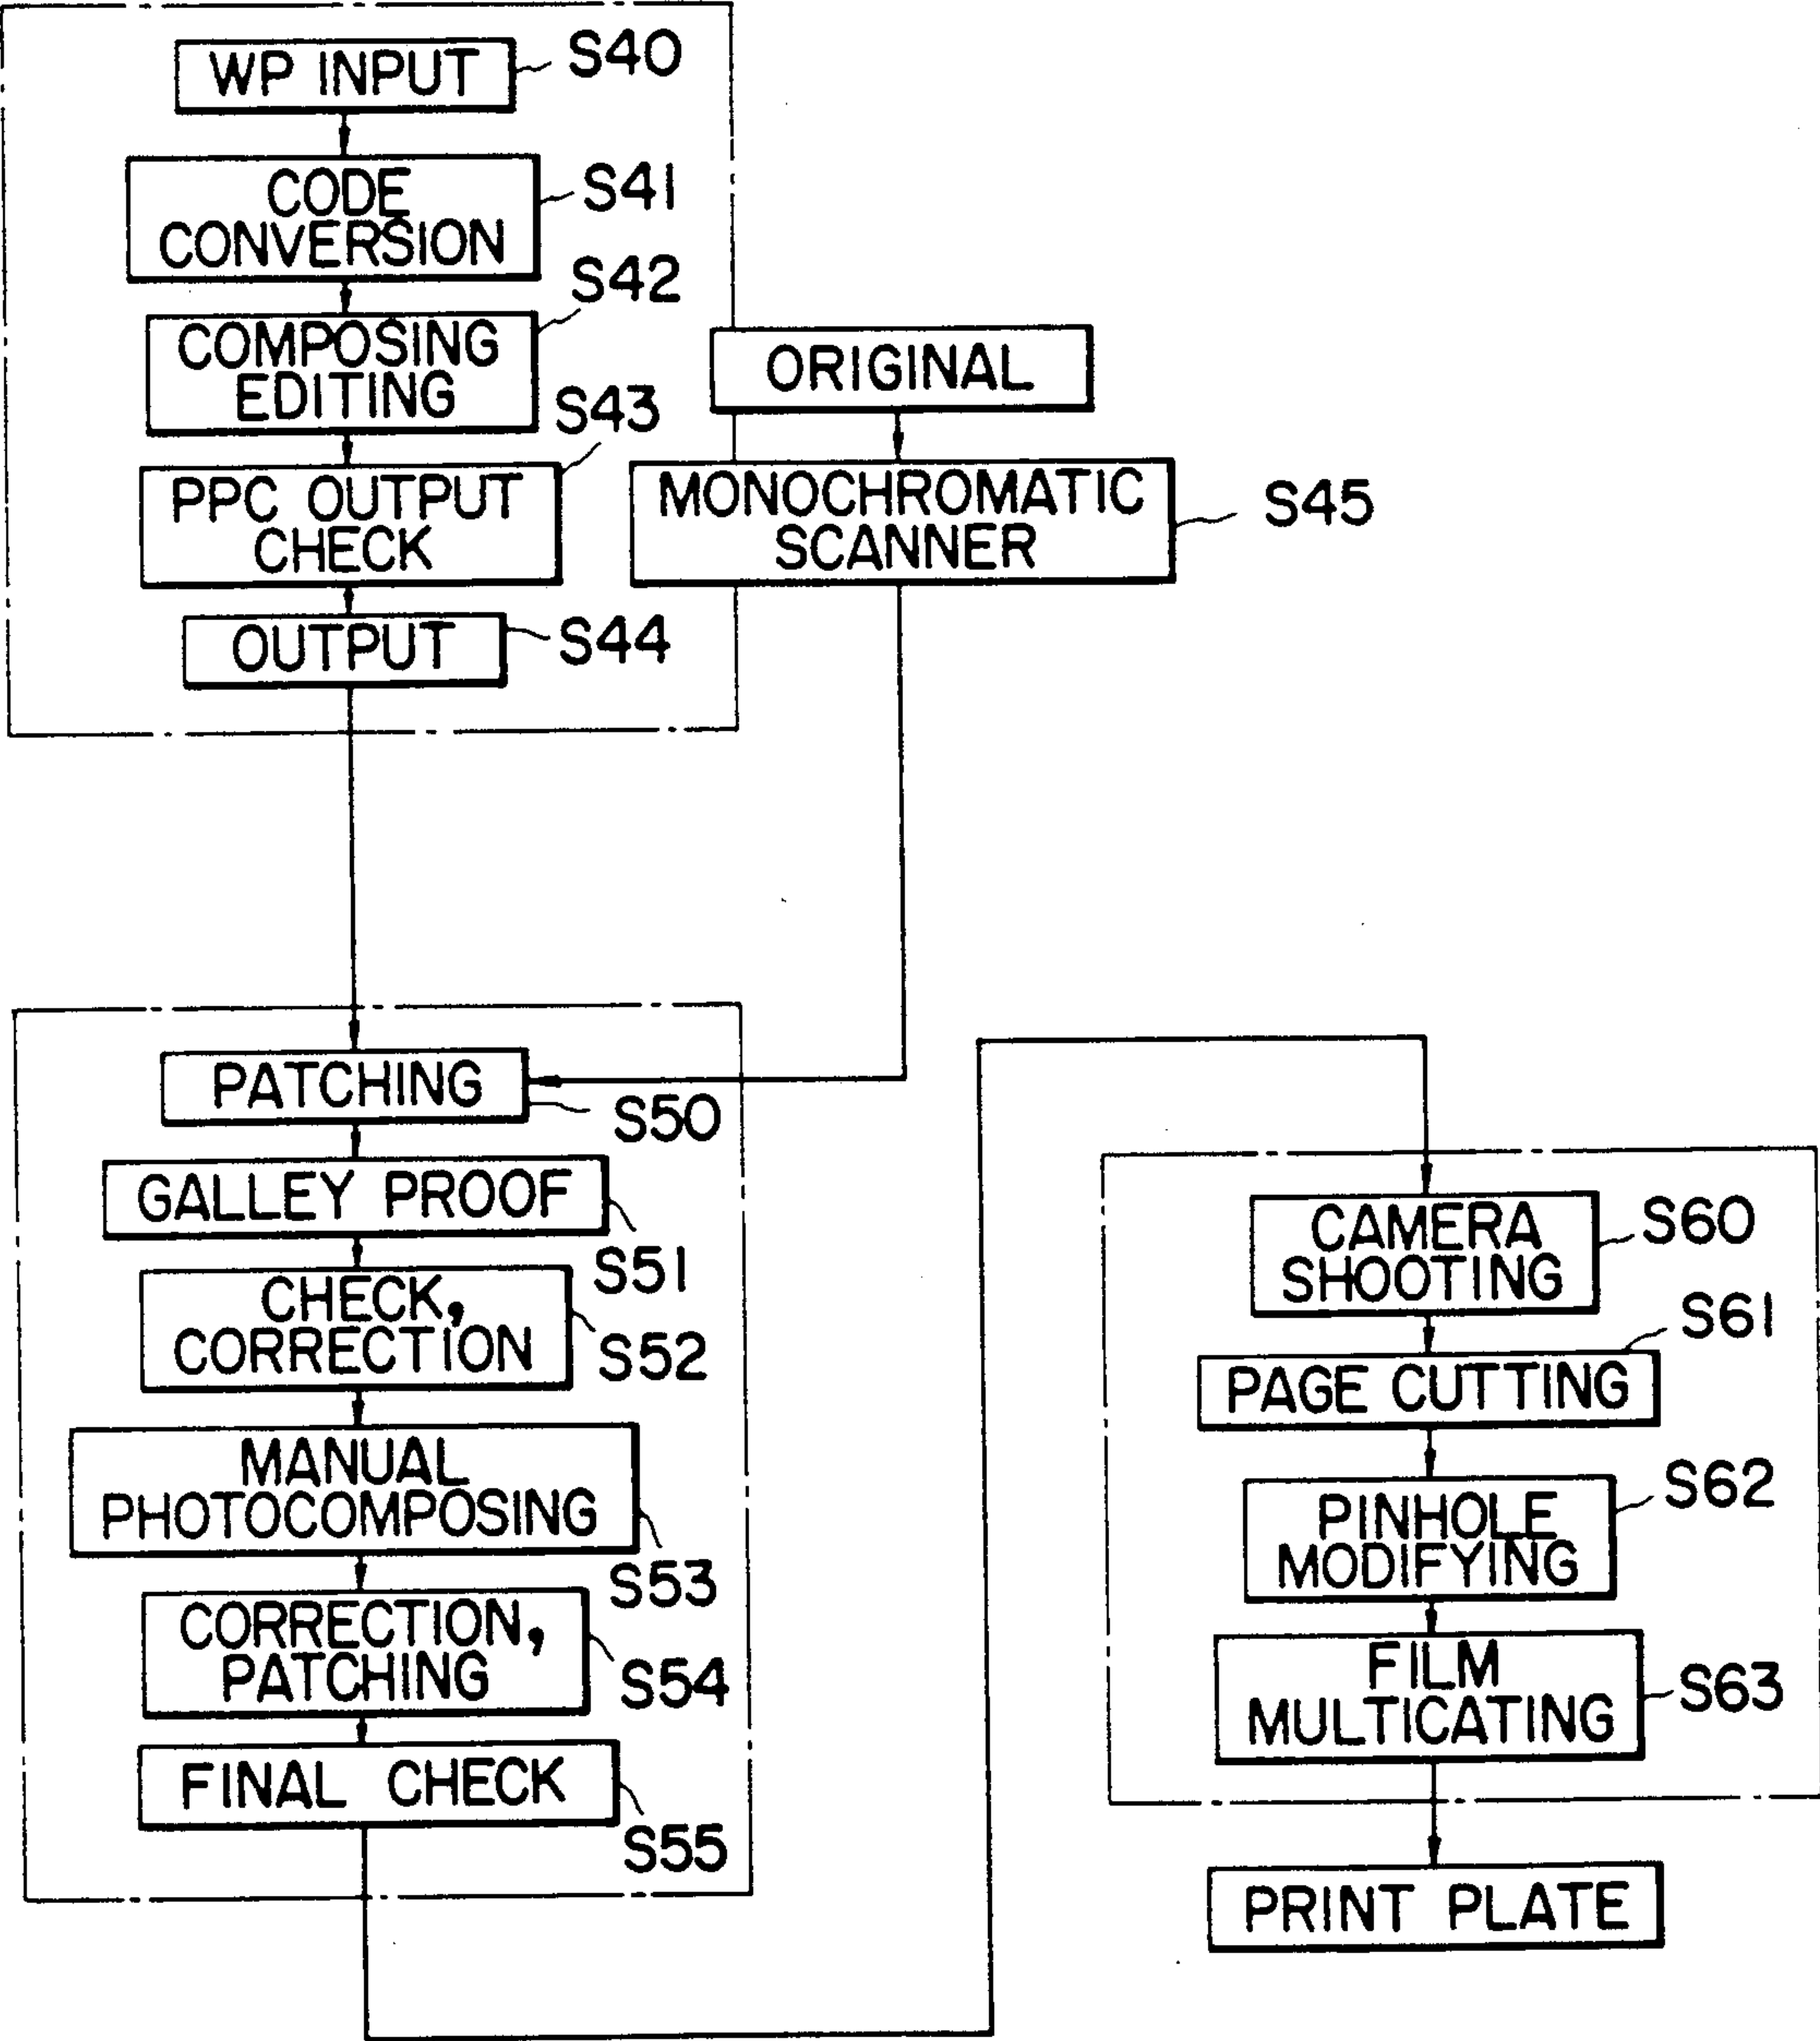 WP INPUT
S40
CODE
CONVERSION
S41
COMPOSING
EDITING
S42
PPC OUTPUT
CHECK
S43
OUTPUT
S44
ORIGINAL
MONOCHROMATIC
SCANNER
S45
PATCHING
S50
GALLEY PROOF
S51
CHECK,
CORRECTION
S52
MANUAL
PHOTOCOMPOSING
S53
CORRECTION,
PATCHING
S54
FINAL CHECK
S55
CAMERA
SHOOTING
S60
PAGE CUTTING
S61
PINHOLE
MODIFYING
S62
FILM
MULTICATING
S63
PRINT PLATE